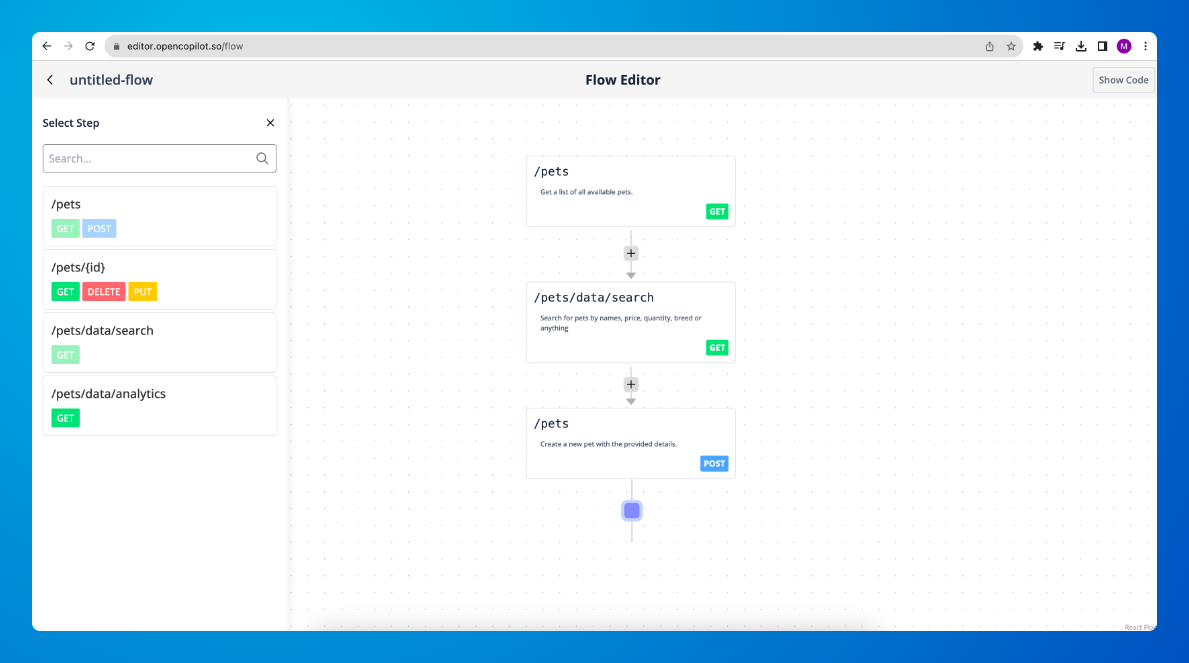 editor.opencopilot.so/flow
M
untitled-flow
Flow Editor
Show Code
Select Step
Search...
/pets
GET POST
/pets/{id}
GET DELETE PUT
/pets/data/search
GET
/pets/data/analytics
GET
/pets
Get a list of all available pets.
GET
+
/pets/data/search
Search for pets by names, price, quantity, breed or
anything
GET
+
/pets
Create a new pet with the provided details.
POST
React Flow